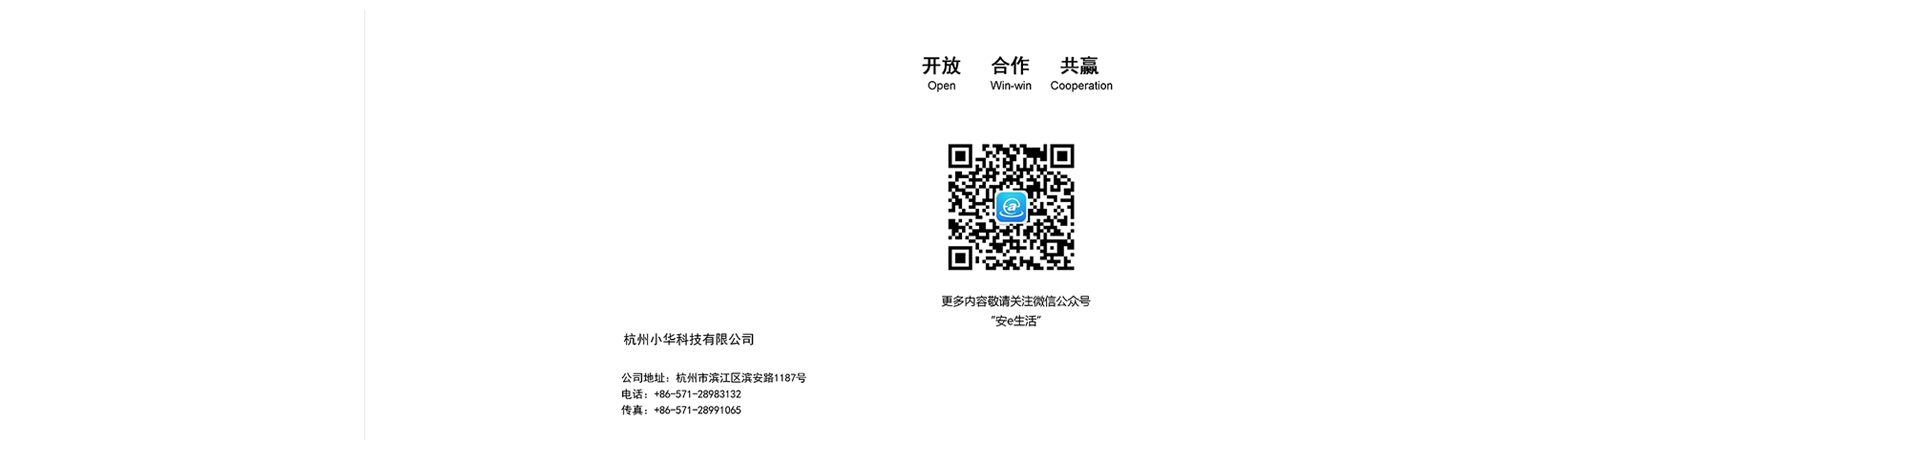 开放 合作 共赢
Open Win-win Cooperation
更多内容敬请关注微信公众号
"安e生活"
杭州小华科技有限公司
公司地址：杭州市滨江区滨安路1187号
电话：+86-571-28983132
传真：+86-571-28991065